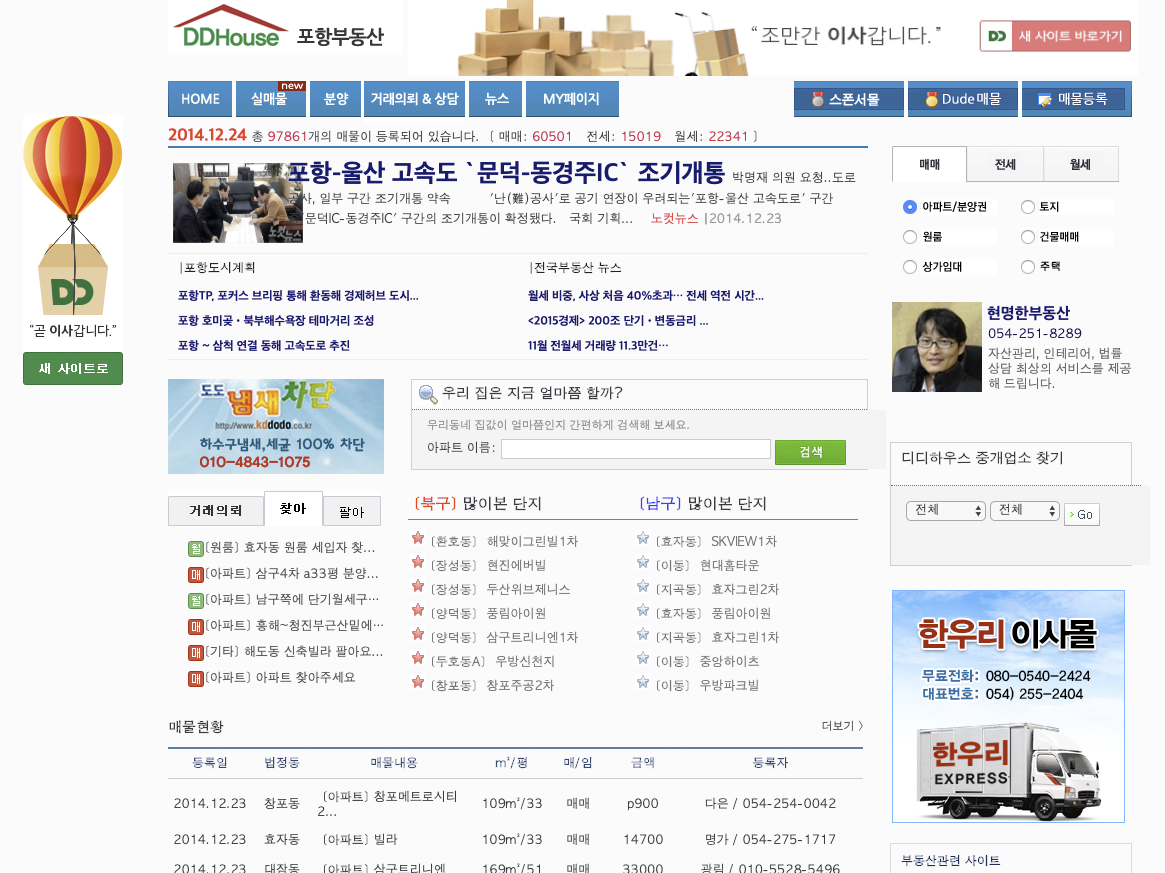 DDHouse 포항부동산
“조만간 이사갑니다.”
DD 새 사이트 바로가기
HOME
실매물
new
분양
거래의뢰 & 상담
뉴스
MY페이지
스폰서몰
Dude매물
매물등록
2014.12.24 총 97861개의 매물이 등록되어 있습니다. [ 매매: 60501 전세: 15019 월세: 22341 ]
포항-울산 고속도 `문덕-동경주IC` 조기개통 박명재 의원 요청..도로
공사, 일부 구간 조기개통 약속 ‘난(難)공사’로 공기 연장이 우려되는‘포항-울산 고속도로’ 구간
‘문덕IC-동경주IC’ 구간의 조기개통이 확정됐다. 국회 기획... 노컷뉴스 |2014.12.23
노컷뉴스
|포항도시계획
포항TP, 포커스 브리핑 통해 환동해 경제허브 도시...
포항 호미곶·북부해수욕장 테마거리 조성
포항 ~ 삼척 연결 동해 고속도로 추진
|전국부동산 뉴스
월세 비중, 사상 처음 40%초과… 전세 역전 시간...
<2015경제> 200조 단기·변동금리 ...
11월 전월세 거래량 11.3만건…
DD
“곧 이사갑니다.”
새 사이트로
매매
전세
월세
아파트/분양권
토지
원룸
건물매매
상가임대
주택
현명한부동산
054-251-8289
자산관리, 인테리어, 법률
상담 최상의 서비스를 제공
해 드립니다.
도도 냄새차단
http://www.kddodo.co.kr
하수구냄새,세균 100% 차단
010-4843-1075
우리 집은 지금 얼마쯤 할까?
우리동네 집값이 얼마쯤인지 간편하게 검색해 보세요.
아파트 이름:
검색
디디하우스 중개업소 찾기
전체
전체
Go
거래의뢰
찾아
팔아
월 [원룸] 효자동 원룸 세입자 찾...
매 [아파트] 삼구4차 a33평 분양...
월 [아파트] 남구쪽에 단기월세구…
매 [아파트] 흥해~청진부근산밑에…
매 [기타] 해도동 신축빌라 팔아요...
매 [아파트] 아파트 찾아주세요
[북구] 많이본 단지
[환호동] 해맞이그린빌1차
[장성동] 현진에버빌
[장성동] 두산위브제니스
[양덕동] 풍림아이원
[양덕동] 삼구트리니엔1차
[두호동A] 우방신천지
[창포동] 창포주공2차
[남구] 많이본 단지
[효자동] SKVIEW1차
[이동] 현대홈타운
[지곡동] 효자그린2차
[효자동] 풍림아이원
[지곡동] 효자그린1차
[이동] 중앙하이츠
[이동] 우방파크빌
한우리 이사몰
무료전화: 080-0540-2424
대표번호: 054) 255-2404
한우리
EXPRESS
매물현황
더보기 >
등록일 법정동 매물내용 m²/평 매/임 금액 등록자
2014.12.23 창포동 [아파트] 창포메트로시티 2... 109m²/33 매매 p900 다은 / 054-254-0042
2014.12.23 효자동 [아파트] 빌라 109m²/33 매매 14700 명가 / 054-275-1717
2014.12.23 대잠동 [아파트] 삼구트리니엔 169m²/51 매매 33000 광림 / 010-5528-5496
부동산관련 사이트